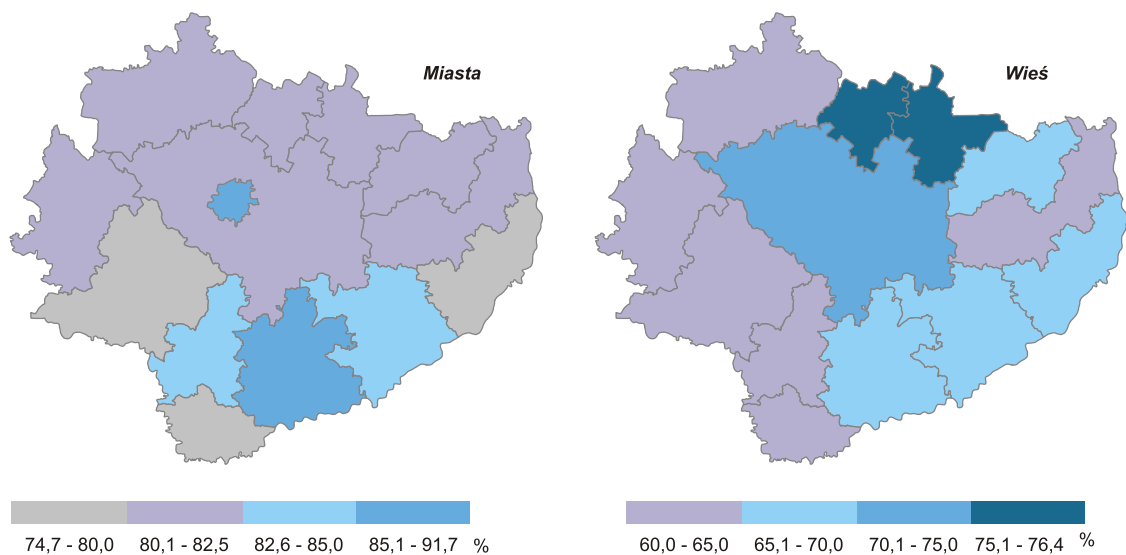 Miasta
Wieś
74,7 - 80,0 80,1 - 82,5 82,6 - 85,0 85,1 - 91,7 %
60,0 - 65,0 65,1 - 70,0 70,1 - 75,0 75,1 - 76,4 %